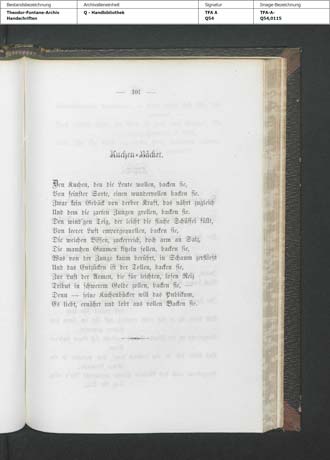 Bestandsbezeichnung Archivalieneinheit Signatur Image-Bezeichnung
Theodor-Fontane-Archiv Q - Handbibliothek TFA A TFA-A-
Handschriften Q54 Q54,0115
— 101 —
Kuchen-Bäcker.
Den Kuchen, den die Leute wollen, backen sie,
Von feinster Sorte, einen wundervollen backen sie.
Zwar kein Gebäck von derber Kraft, das nährt zugleich
Und dem die zarten Zungen grollen, backen sie,
Den wind'gen Teig, der leicht die flache Schüssel füllt,
Von leerer Luft emporgequollen, backen sie,
Die weichen Bissen, zuckerreich, doch arm an Salz,
Die manchen Gaumen kitzeln sollen, backen sie,
Was von der Zunge kaum berührt, in Schaum zerfließt
Und das Entzücken ist der Tollen, backen sie,
Zur Lust der Armen, die für leichten, süßen
Tribut in schwerem Golde zollen, backen sie,
Denn — seine Kuchenbäcker will das Publikum,
Es liebt, ernährt und lobt aus vollen Backen sie.